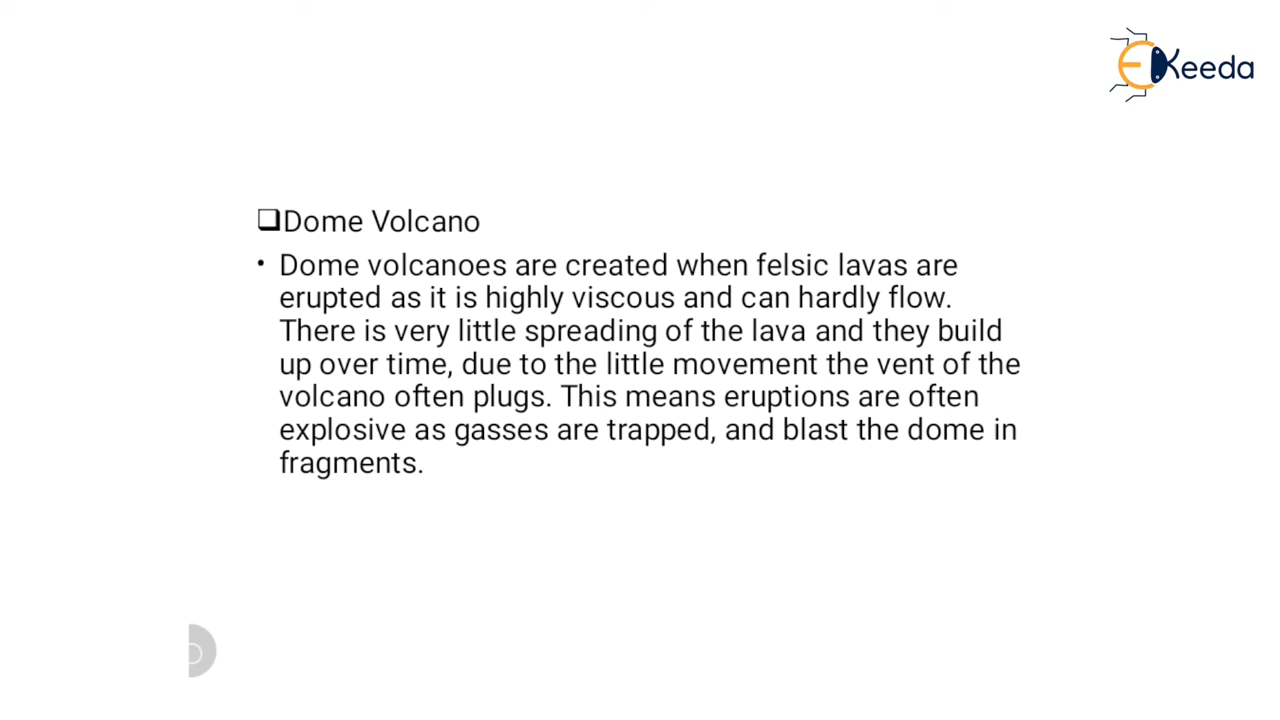 EKeeda
❑Dome Volcano
• Dome volcanoes are created when felsic lavas are
erupted as it is highly viscous and can hardly flow.
There is very little spreading of the lava and they build
up over time, due to the little movement the vent of the
volcano often plugs. This means eruptions are often
explosive as gasses are trapped, and blast the dome in
fragments.